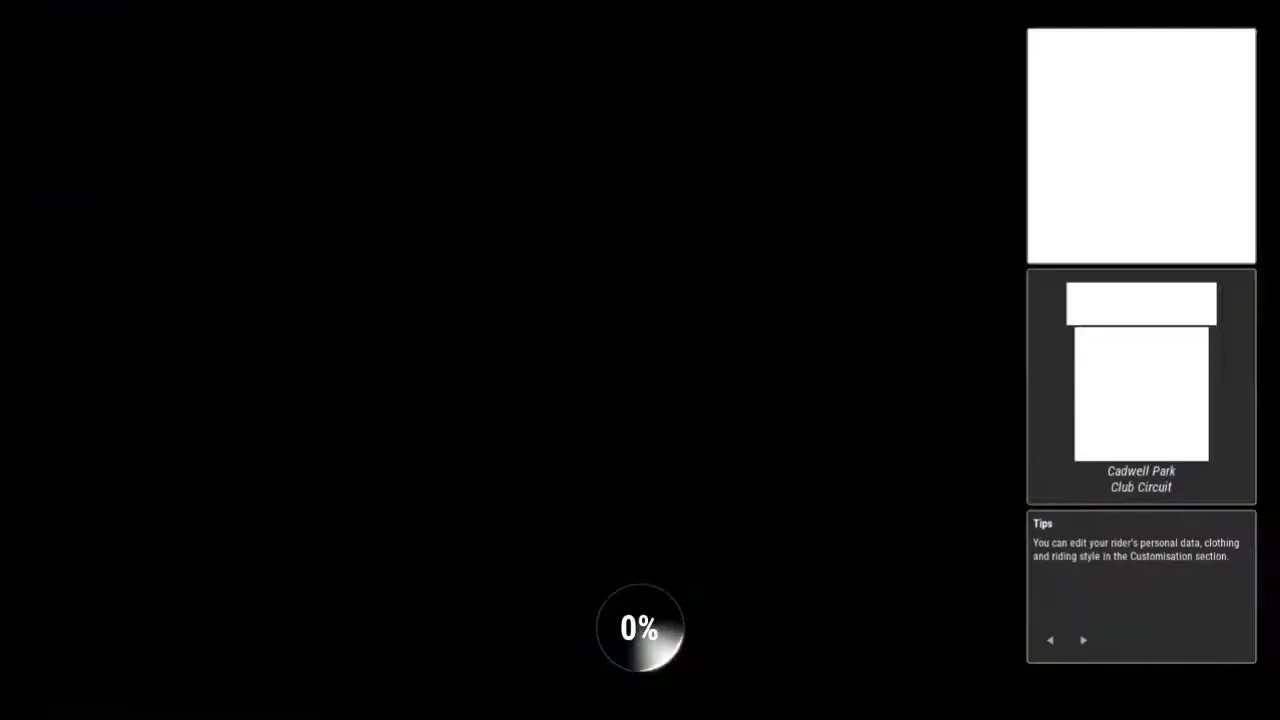 Cadwell Park
Club Circuit
Tips
You can edit your rider's personal data, clothing
and riding style in the Customisation section.
0%